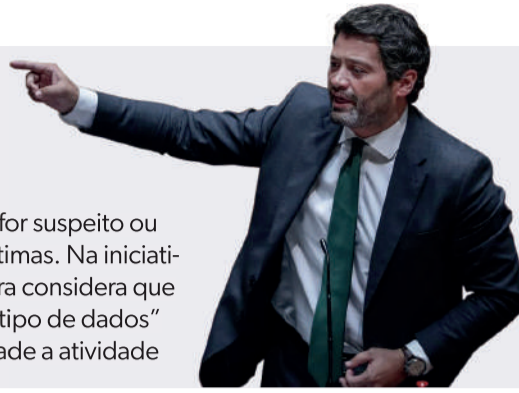 for suspeito ou
timas. Na iniciati-
ra considera que
tipo de dados”
ade a atividade